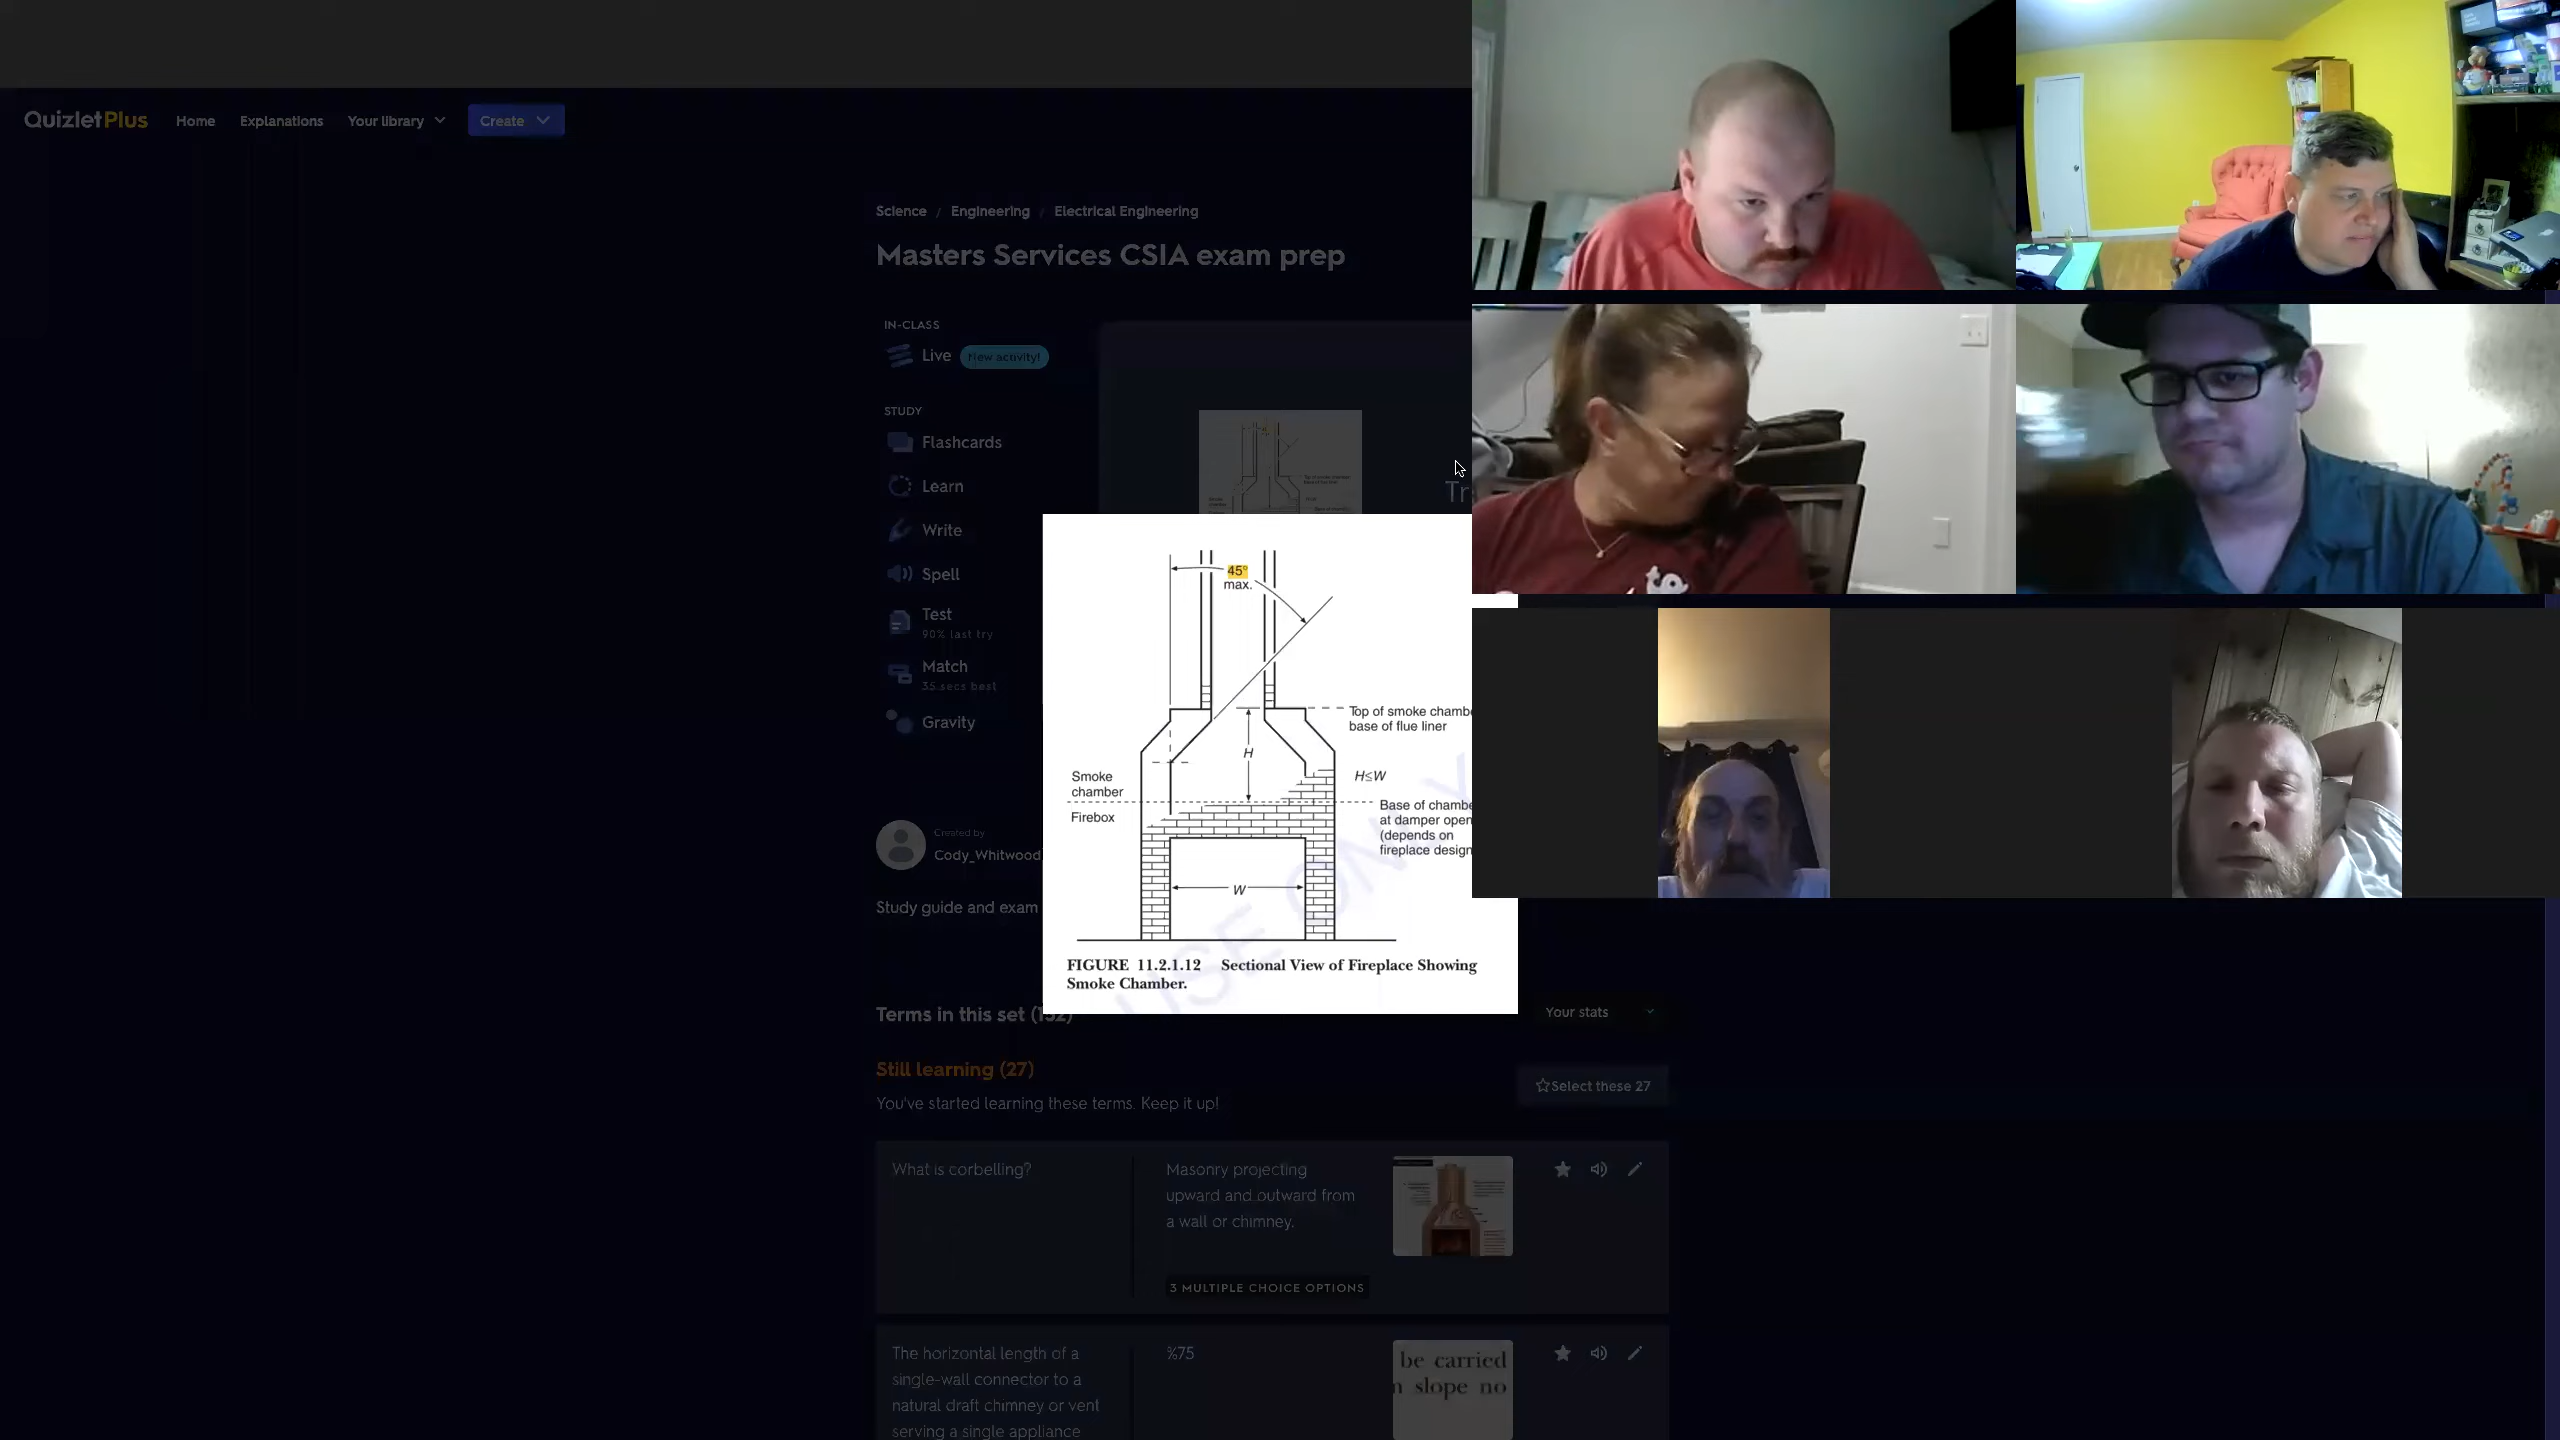 QuizletPlus Home Explanations Your library Create
Science / Engineering / Electrical Engineering
Masters Services CSIA exam prep
IN-CLASS
Live New activity!
STUDY
Flashcards
Learn
Write
Spell
Test
90% last try
Match
35 secs best
Gravity
Tr
45°
max.
Top of smoke chamb
base of flue liner
H
H≤W
Smoke
chamber
Firebox
Base of chambe
at damper open
(depends on
fireplace design
W
USE ONLY
FIGURE 11.2.1.12 Sectional View of Fireplace Showing
Smoke Chamber.
Created by
Cody_Whitwood
Study guide and exam
Terms in this set (132)
Your stats
Still learning (27)
You've started learning these terms. Keep it up!
Select these 27
What is corbelling?
Masonry projecting
upward and outward from
a wall or chimney.
3 MULTIPLE CHOICE OPTIONS
The horizontal length of a
single-wall connector to a
natural draft chimney or vent
serving a single appliance
%75
be carried
slope no